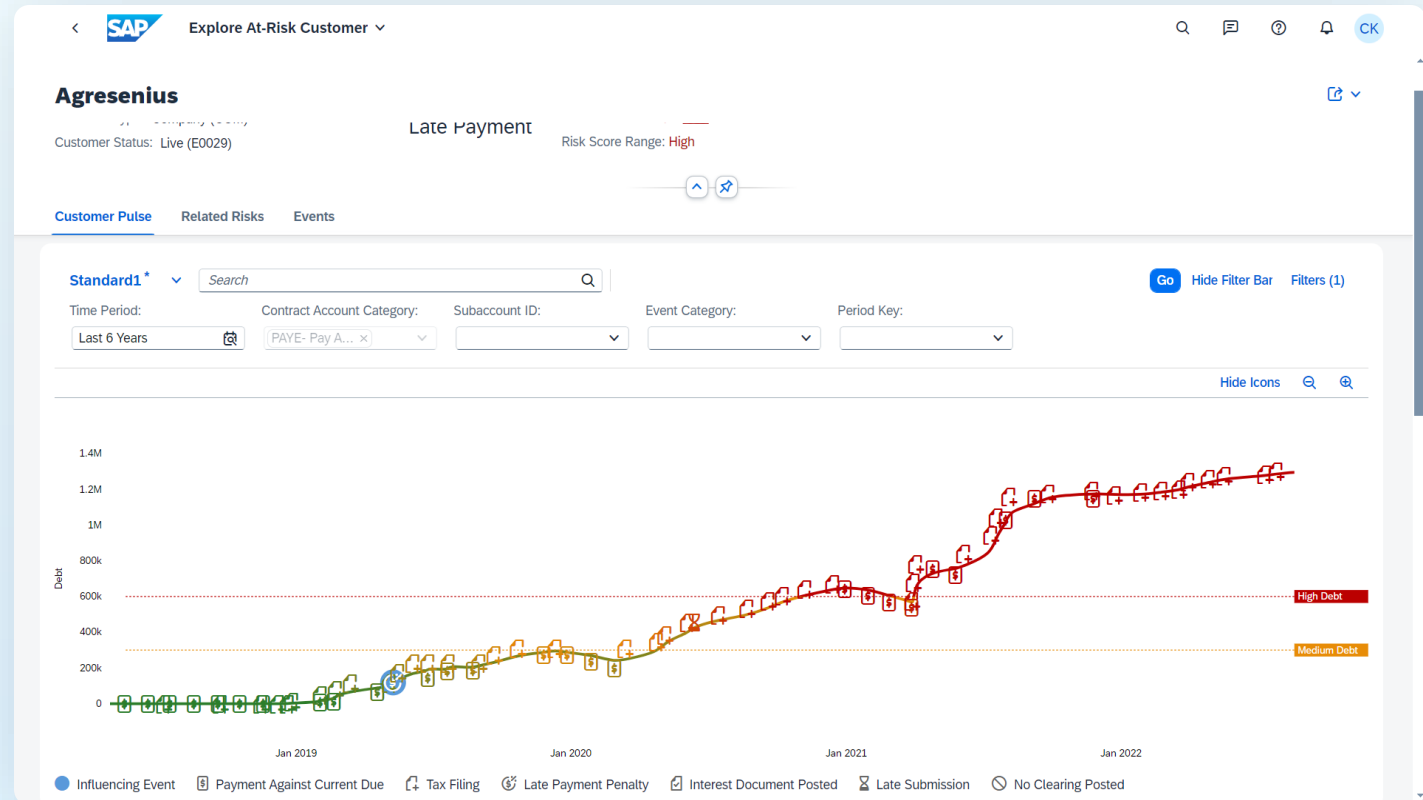 SAP Explore At-Risk Customer CK
Agresenius
Customer Status: Live (E0029)
Late Payment
Risk Score Range: High
Customer Pulse Related Risks Events
Standard1* Search Go Hide Filter Bar Filters (1)
Time Period: Contract Account Category: Subaccount ID: Event Category: Period Key:
Last 6 Years PAYE- Pay A...
Hide Icons
1.4M
1.2M
1M
800k
600k
400k
200k
0
Debt
High Debt
Medium Debt
Jan 2019 Jan 2020 Jan 2021 Jan 2022
Influencing Event Payment Against Current Due Tax Filing Late Payment Penalty Interest Document Posted Late Submission No Clearing Posted